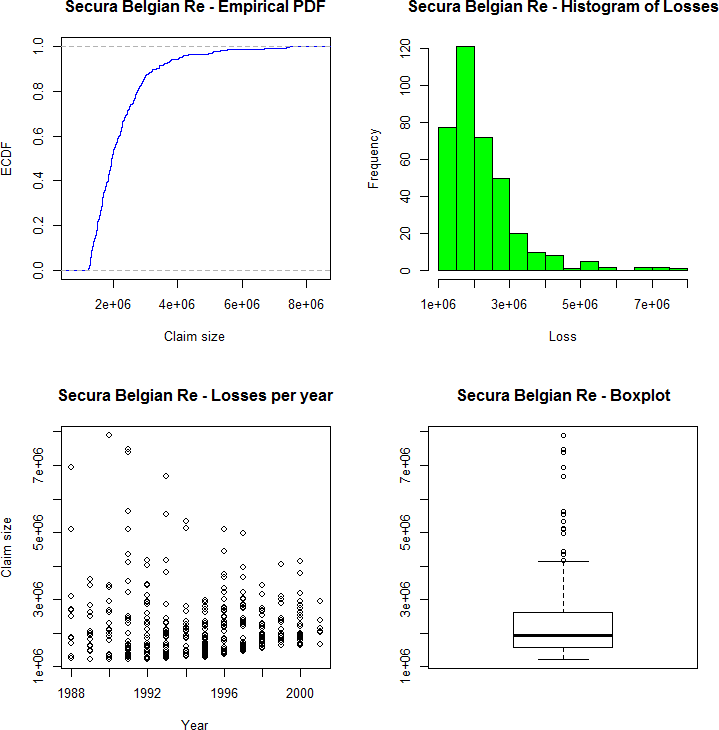 Secura Belgian Re - Empirical PDF
ECDF
1.0
0.8
0.6
0.4
0.2
0.0
2e+06 4e+06 6e+06 8e+06
Claim size
Secura Belgian Re - Histogram of Losses
Frequency
120
100
80
60
40
20
0
1e+06 3e+06 5e+06 7e+06
Loss
Secura Belgian Re - Losses per year
Claim size
7e+06
5e+06
3e+06
1e+06
1988 1992 1996 2000
Year
Secura Belgian Re - Boxplot
7e+06
5e+06
3e+06
1e+06